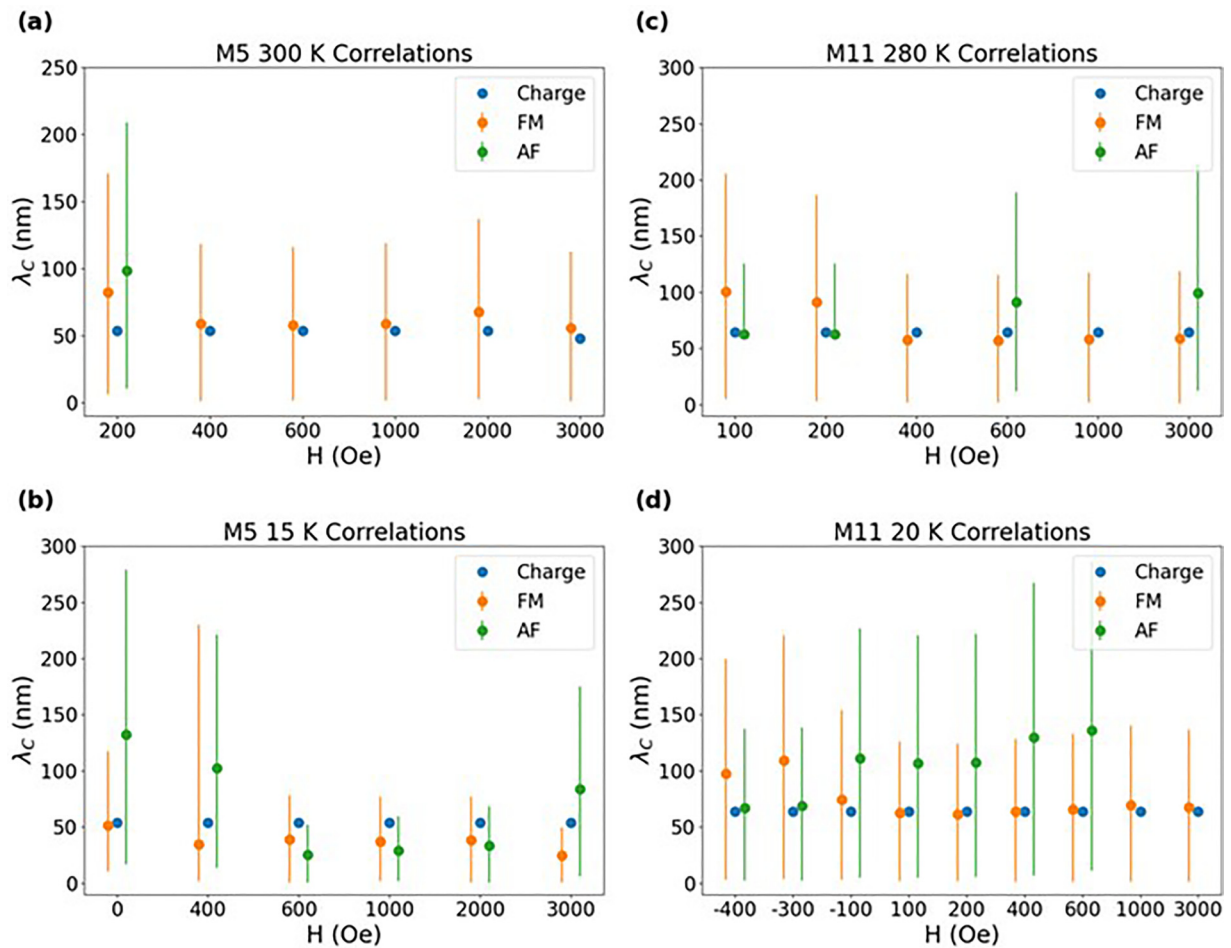 (a)
M5 300 K Correlations
250
200
150
100
50
0
λC (nm)
Charge
FM
AF
200 400 600 1000 2000 3000
H (Oe)
(c)
M11 280 K Correlations
300
250
200
150
100
50
0
λC (nm)
Charge
FM
AF
100 200 400 600 1000 3000
H (Oe)
(b)
M5 15 K Correlations
300
250
200
150
100
50
0
λC (nm)
Charge
FM
AF
0 400 600 1000 2000 3000
H (Oe)
(d)
M11 20 K Correlations
300
250
200
150
100
50
0
λC (nm)
Charge
FM
AF
-400 -300 -100 100 200 400 600 1000 3000
H (Oe)